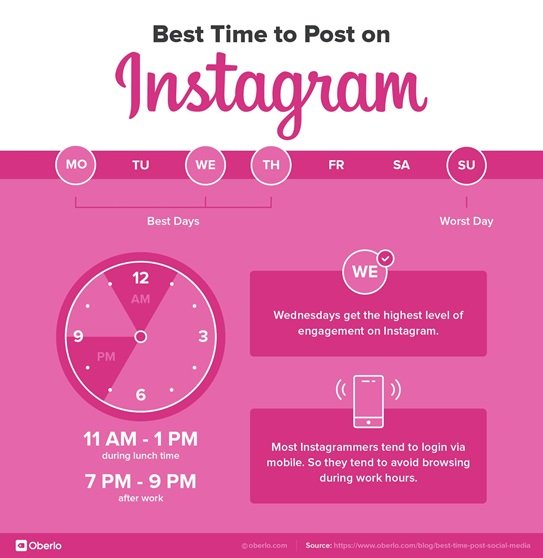 Best Time to Post on
Instagram
MO TU WE TH FR SA SU
Best Days
Worst Day
12
AM
9
3
PM
6
11 AM - 1 PM
during lunch time
7 PM - 9 PM
after work
WE
Wednesdays get the highest level of
engagement on Instagram.
Most Instagrammers tend to login via
mobile. So they tend to avoid browsing
during work hours.
Oberlo
© oberlo.com
Source: https://www.oberlo.com/blog/best-time-post-social-media